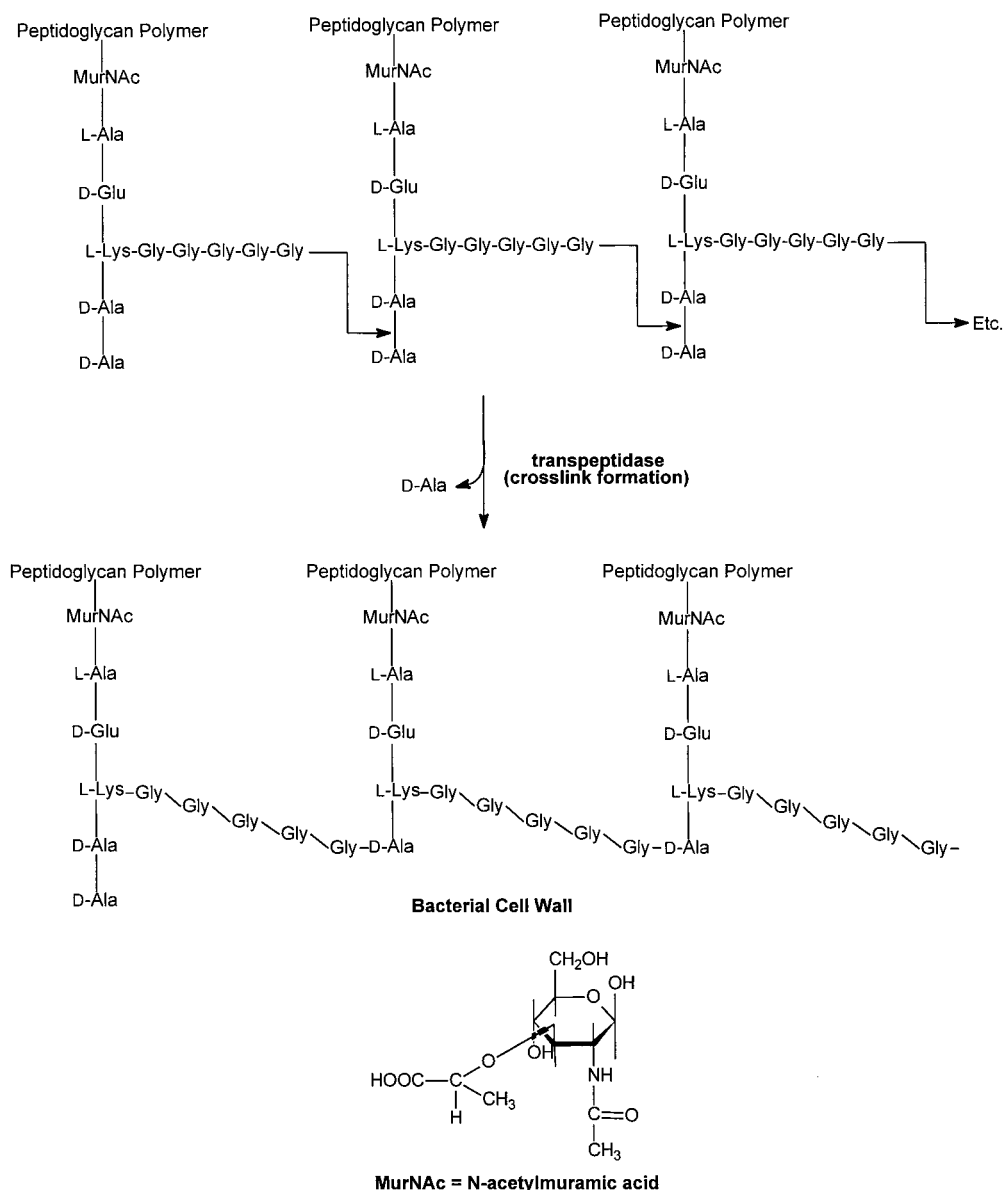 Peptidoglycan Polymer Peptidoglycan Polymer Peptidoglycan Polymer
MurNAc MurNAc MurNAc
L-Ala L-Ala L-Ala
D-Glu D-Glu D-Glu
L-Lys-Gly-Gly-Gly-Gly-Gly L-Lys-Gly-Gly-Gly-Gly-Gly L-Lys-Gly-Gly-Gly-Gly-Gly
D-Ala D-Ala D-Ala
Etc.
D-Ala D-Ala D-Ala
transpeptidase
(crosslink formation)
D-Ala
Peptidoglycan Polymer Peptidoglycan Polymer Peptidoglycan Polymer
MurNAc MurNAc MurNAc
L-Ala L-Ala L-Ala
D-Glu D-Glu D-Glu
L-Lys-Gly Gly Gly Gly Gly L-Lys-Gly Gly Gly Gly Gly L-Lys-Gly Gly Gly Gly Gly
D-Ala D-Ala D-Ala
D-Ala
Bacterial Cell Wall
CH2OH
O OH
OH
O
HOOC C CH3 NH
H
C=O
CH3
MurNAc = N-acetylmuramic acid